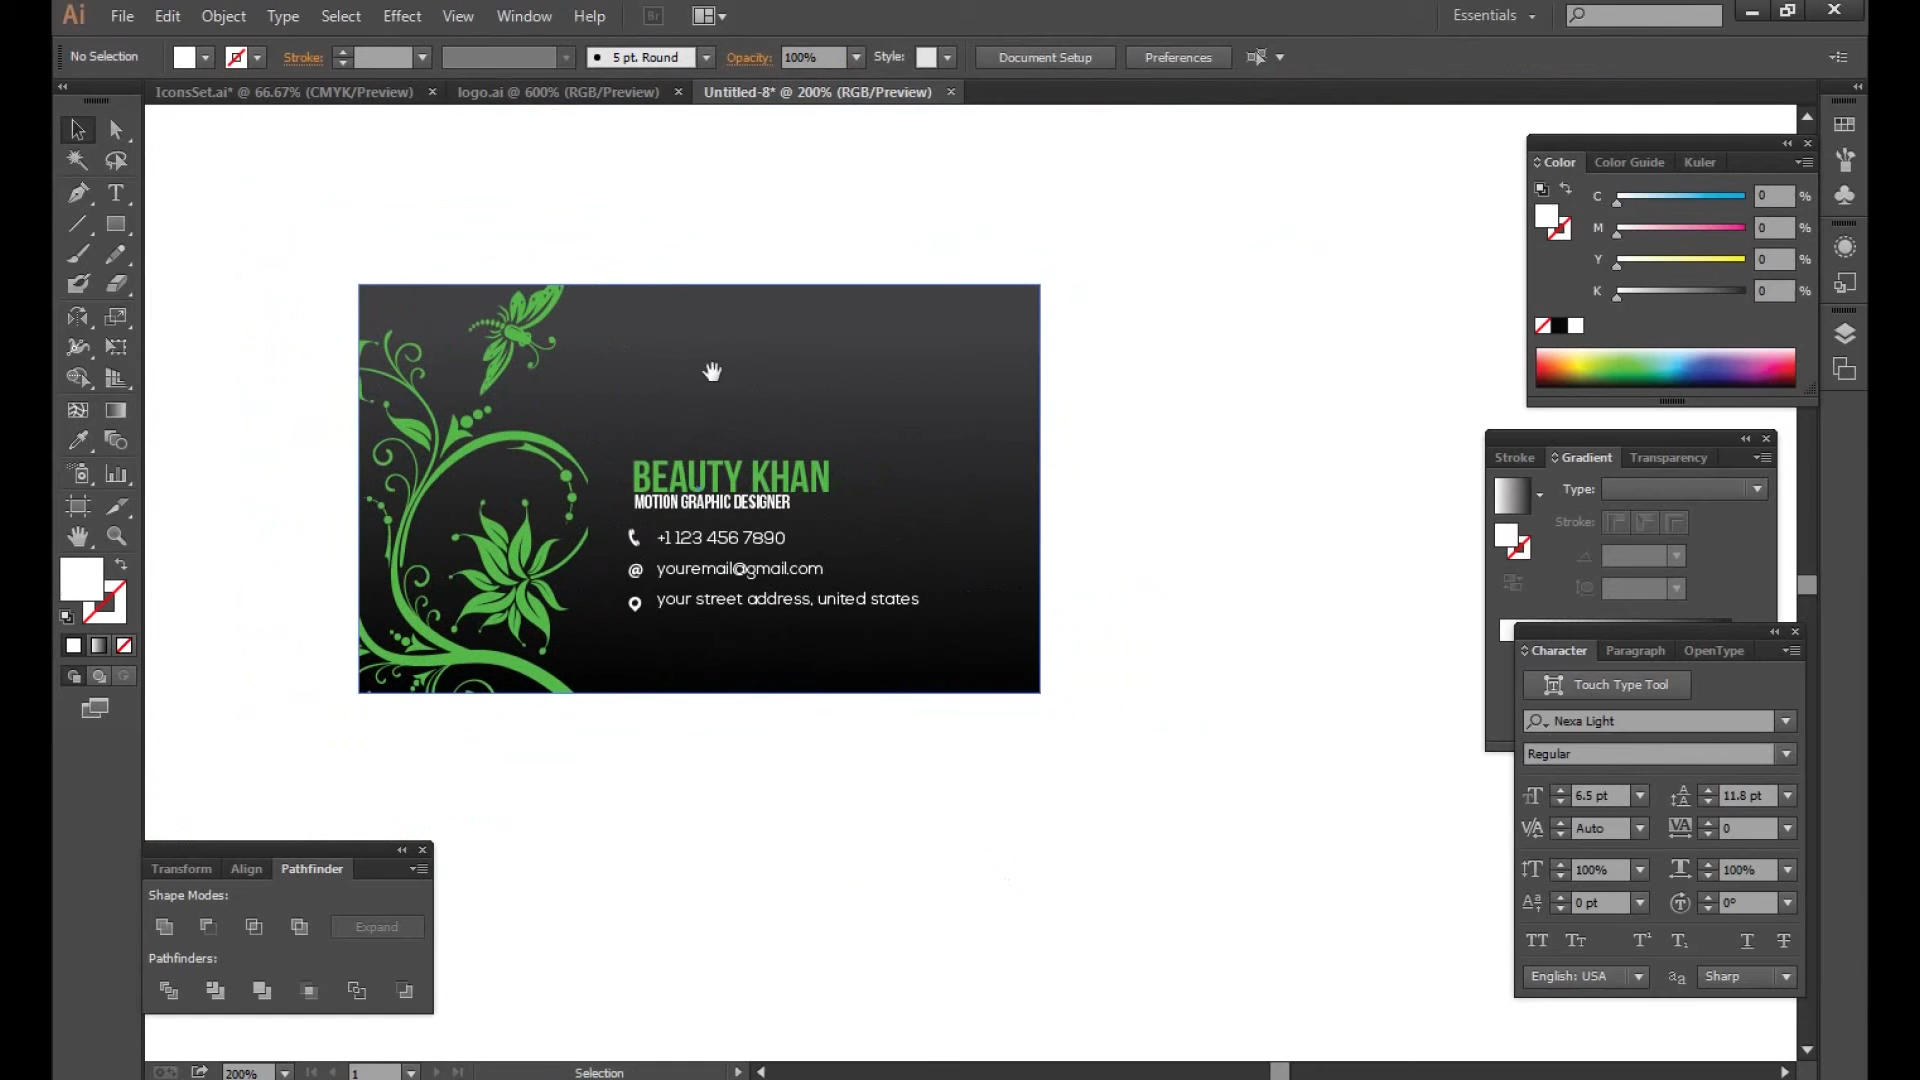 Ai File Edit Object Type Select Effect View Window Help Br Essentials
No Selection Stroke: 5 pt. Round Opacity: 100% Style: Document Setup Preferences
IconsSet.ai* @ 66.67% (CMYK/Preview) logo.ai @ 600% (RGB/Preview) Untitled-8* @ 200% (RGB/Preview)
Color Color Guide Kuler
C 0 %
M 0 %
Y 0 %
K 0 %
BEAUTY KHAN
MOTION GRAPHIC DESIGNER
+1 123 456 7890
@ youremail@gmail.com
your street address, united states
Stroke Gradient Transparency
Type:
Stroke:
Character Paragraph OpenType
Touch Type Tool
Nexa Light
Regular
6.5 pt 11.8 pt
Auto 0
100% 100%
0 pt 0°
English: USA Sharp
Transform Align Pathfinder
Shape Modes:
Expand
Pathfinders:
200% 1 Selection